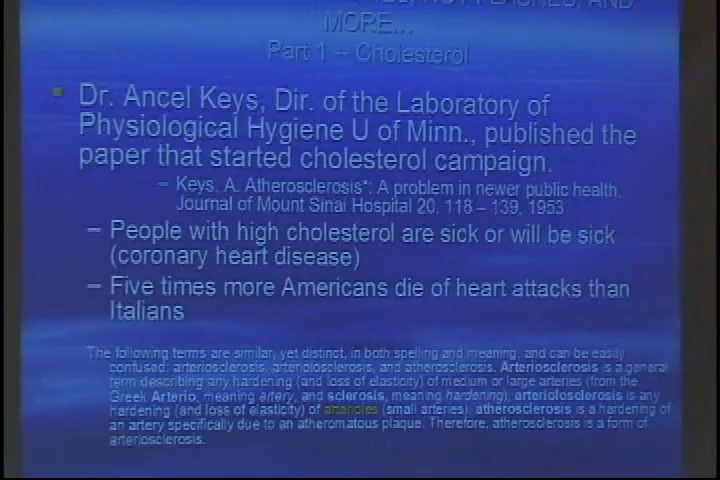 HOT FLASHES, AND
MORE...
Part 1 -- Cholesterol
Dr. Ancel Keys, Dir. of the Laboratory of
Physiological Hygiene U of Minn., published the
paper that started cholesterol campaign.
– Keys, A. Atherosclerosis*: A problem in newer public health,
Journal of Mount Sinai Hospital 20, 118 – 139, 1953
– People with high cholesterol are sick or will be sick
(coronary heart disease)
– Five times more Americans die of heart attacks than
Italians
The following terms are similar, yet distinct, in both spelling and meaning, and can be easily
confused: arteriosclerosis, arteriolosclerosis, and atherosclerosis. Arteriosclerosis is a general
term describing any hardening (and loss of elasticity) of medium or large arteries (from the
Greek Arterio, meaning artery, and sclerosis, meaning hardening), arteriolosclerosis is any
hardening (and loss of elasticity) of arterioles (small arteries), atherosclerosis is a hardening of
an artery specifically due to an atheromatous plaque. Therefore, atherosclerosis is a form of
arteriosclerosis.